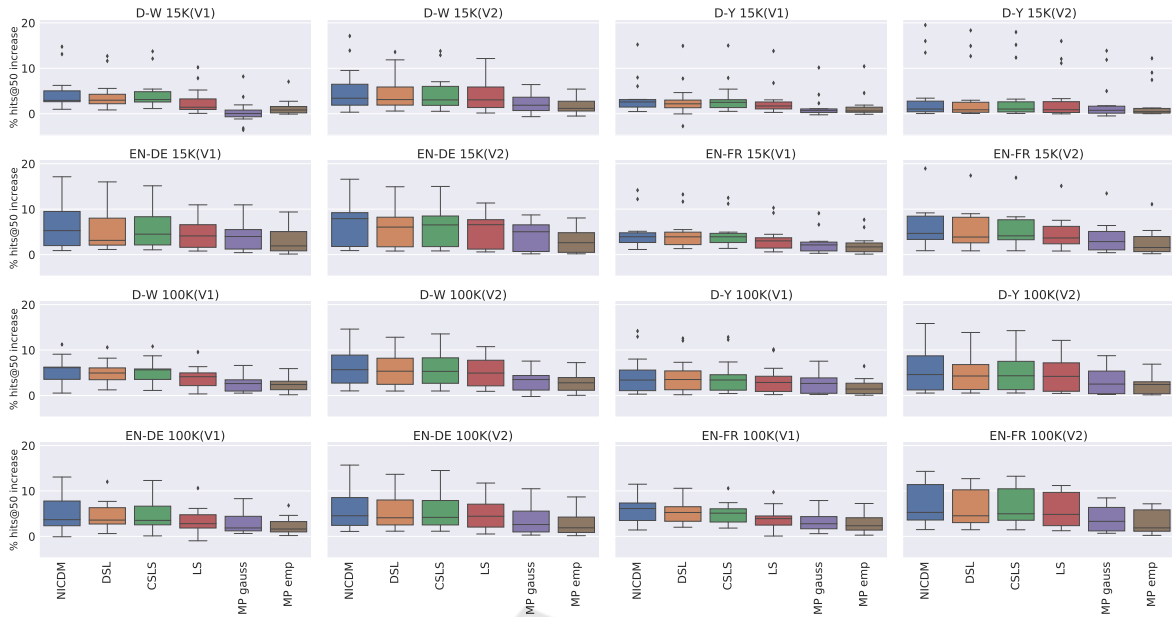 D-W 15K(V1) D-W 15K(V2) D-Y 15K(V1) D-Y 15K(V2)
% hits@50 increase
20
10
0
EN-DE 15K(V1) EN-DE 15K(V2) EN-FR 15K(V1) EN-FR 15K(V2)
% hits@50 increase
20
10
0
D-W 100K(V1) D-W 100K(V2) D-Y 100K(V1) D-Y 100K(V2)
% hits@50 increase
20
10
0
EN-DE 100K(V1) EN-DE 100K(V2) EN-FR 100K(V1) EN-FR 100K(V2)
% hits@50 increase
20
10
0
NICDM DSL CSLS LS MP gauss MP emp NICDM DSL CSLS LS MP gauss MP emp NICDM DSL CSLS LS MP gauss MP emp NICDM DSL CSLS LS MP gauss MP emp